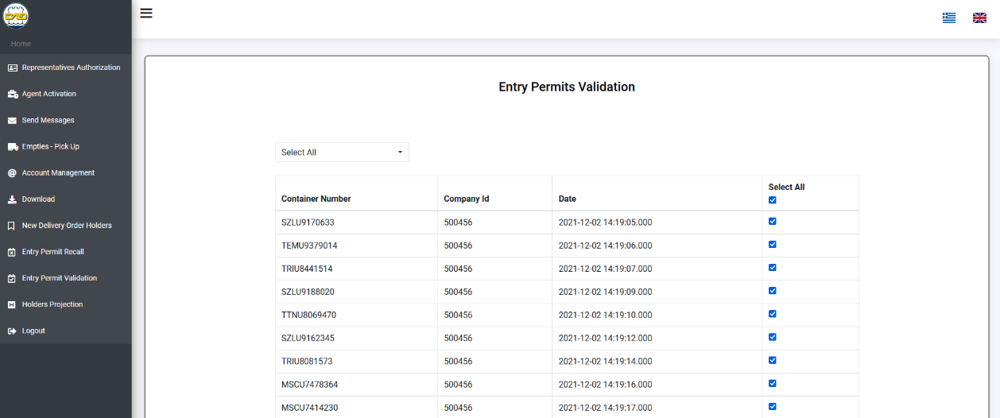 ΟΛΘ
Home
Representatives Authorization
Agent Activation
Send Messages
Empties - Pick Up
Account Management
Download
New Delivery Order Holders
Entry Permit Recall
Entry Permit Validation
Holders Projection
Logout
Entry Permits Validation
Select All
Container Number Company Id Date Select All
SZLU9170633 500456 2021-12-02 14:19:05.000
TEMU9379014 500456 2021-12-02 14:19:06.000
TRIU8441514 500456 2021-12-02 14:19:07.000
SZLU9188020 500456 2021-12-02 14:19:09.000
TTNU8069470 500456 2021-12-02 14:19:10.000
SZLU9162345 500456 2021-12-02 14:19:12.000
TRIU8081573 500456 2021-12-02 14:19:14.000
MSCU7478364 500456 2021-12-02 14:19:16.000
MSCU7414230 500456 2021-12-02 14:19:17.000